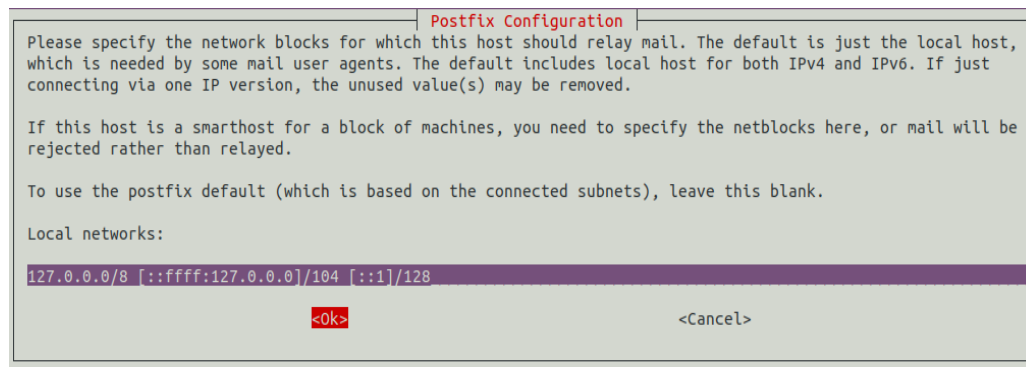 Postfix Configuration
Please specify the network blocks for which this host should relay mail. The default is just the local host,
which is needed by some mail user agents. The default includes local host for both IPv4 and IPv6. If just
connecting via one IP version, the unused value(s) may be removed.
If this host is a smarthost for a block of machines, you need to specify the netblocks here, or mail will be
rejected rather than relayed.
To use the postfix default (which is based on the connected subnets), leave this blank.
Local networks:
127.0.0.0/8 [::ffff:127.0.0.0]/104 [::1]/128
<Ok> <Cancel>